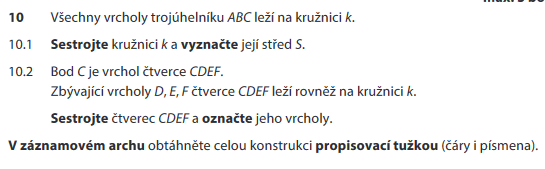 10 Všechny vrcholy trojúhelníku ABC leží na kružnici k.
10.1 Sestrojte kružnici k a vyznačte její střed S.
10.2 Bod C je vrchol čtverce CDEF.
Zbývající vrcholy D, E, F čtverce CDEF leží rovněž na kružnici k.
Sestrojte čtverec CDEF a označte jeho vrcholy.
V záznamovém archu obtáhněte celou konstrukci propisovací tužkou (čáry i písmena).